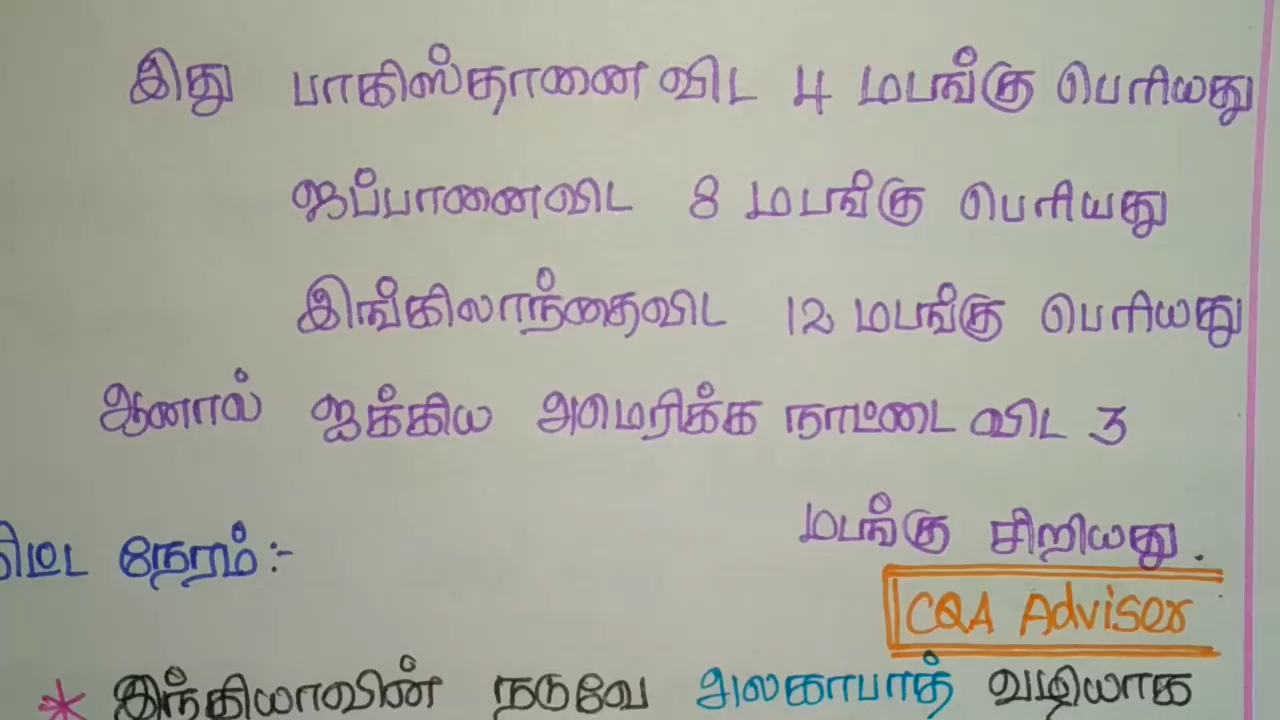 இது பாகிஸ்தானை விட 4 மடங்கு பெரியது
ஜப்பானைவிட 8 மடங்கு பெரியது
இங்கிலாந்தைவிட 12 மடங்கு பெரியது
ஆனால் ஐக்கிய அமெரிக்க நாட்டை விட 3
மடங்கு சிறியது.
நேரம் :-
CQA Adviser
* இந்தியாவின் நடுவே அலகாபாத் வழியாக